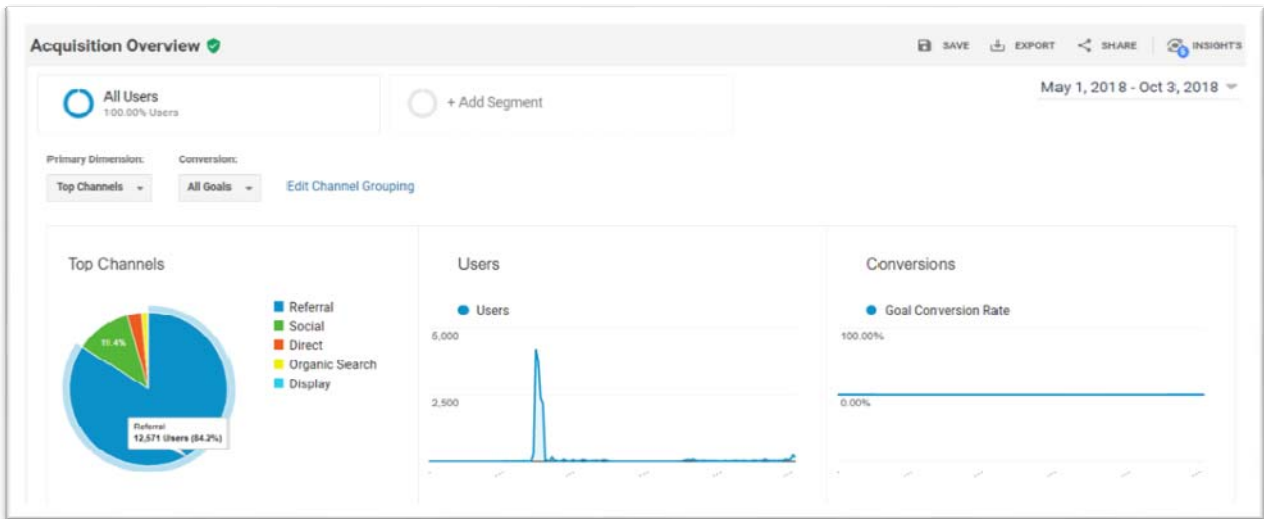 Acquisition Overview
SAVE EXPORT SHARE INSIGHTS
All Users
100.00% Users
+ Add Segment
May 1, 2018 - Oct 3, 2018
Primary Dimension:
Conversion:
Top Channels
All Goals
Edit Channel Grouping
Top Channels
Referral
Social
Direct
Organic Search
Display
Referral
12,571 Users (84.2%)
Users
Users
5,000
2,500
Conversions
Goal Conversion Rate
100.00%
0.00%